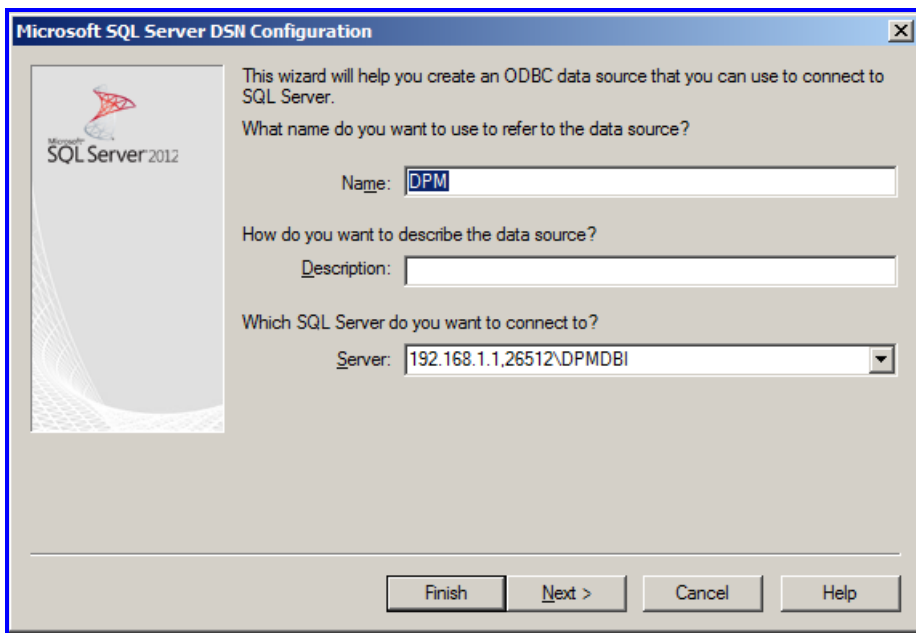 Microsoft SQL Server DSN Configuration
This wizard will help you create an ODBC data source that you can use to connect to
SQL Server.
What name do you want to use to refer to the data source?
Microsoft®
SQL Server 2012
Name: DPM
How do you want to describe the data source?
Description:
Which SQL Server do you want to connect to?
Server: 192.168.1.1,26512\DPMDBI
Finish Next > Cancel Help